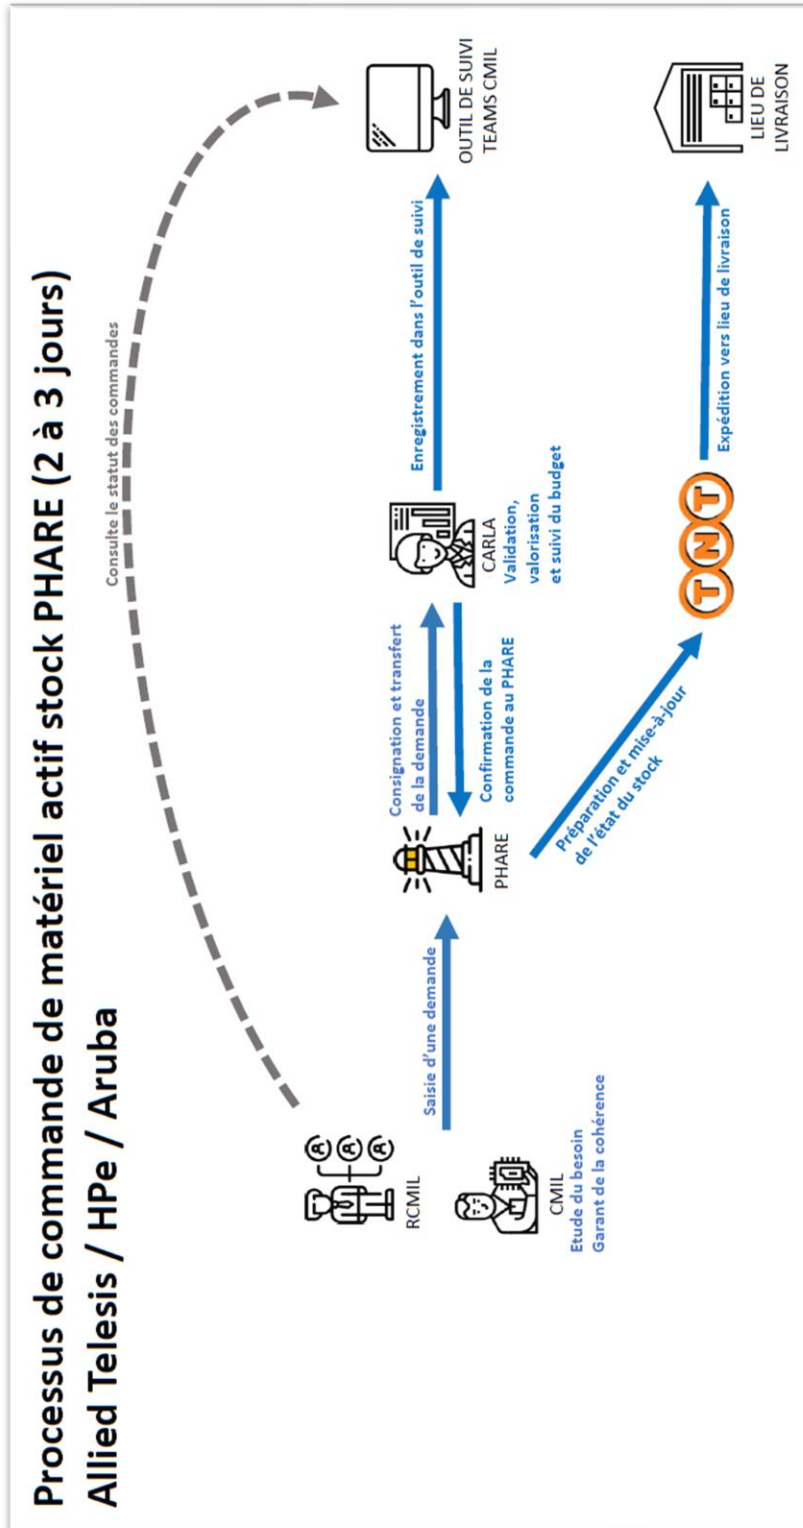 Processus de commande de matériel actif stock PHARE (2 à 3 jours)
Allied Telesis / HPe / Aruba
Consulte le statut des commandes
RCMIL
CMIL
Etude du besoin
Garant de la cohérence
Saisie d'une demande
PHARE
Consignation et transfert
de la demande
Confirmation de la
commande au PHARE
CARLA
Validation,
valorisation
et suivi du budget
Enregistrement dans l'outil de suivi
OUTIL DE SUIVI
TEAMS CMIL
Préparation et mise-à-jour
de l'état du stock
TNT
Expédition vers lieu de livraison
LIEU DE
LIVRAISON